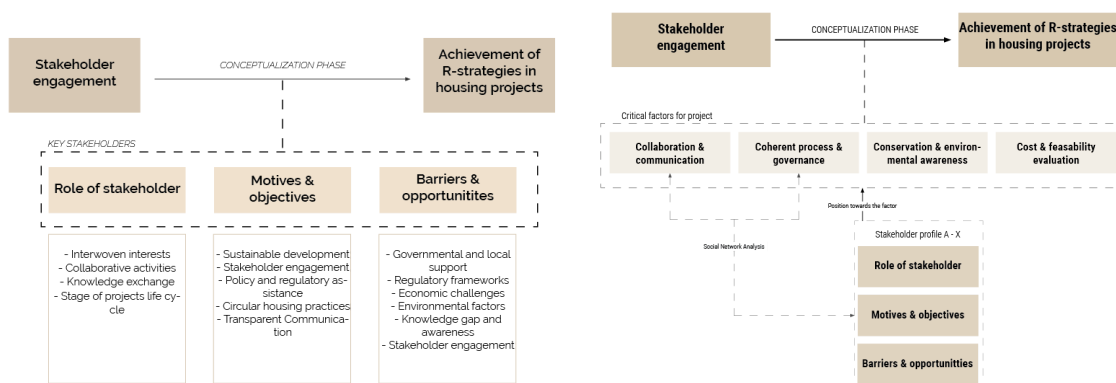 Stakeholder
engagement
CONCEPTUALIZATION PHASE
Achievement of
R-strategies in
housing projects
KEY STAKEHOLDERS
Role of stakeholder
Motives &
objectives
Barriers &
opportunitites
- Interwoven interests
- Collaborative activities
- Knowledge exchange
- Stage of projects life cy-
cle
- Sustainable development
- Stakeholder engagement
- Policy and regulatory as-
sistance
- Circular housing practices
- Transparent Communica-
tion
- Governmental and local
support
- Regulatory frameworks
- Economic challenges
- Environmental factors
- Knowledge gap and
awareness
- Stakeholder engagement
Stakeholder
engagement
CONCEPTUALIZATION PHASE
Achievement of R-strategies
in housing projects
Critical factors for project
Collaboration &
communication
Coherent process &
governance
Conservation & environ-
mental awareness
Cost & feasability
evaluation
Position towards the factor
Social Network Analysis
Stakeholder profile A - X
Role of stakeholder
Motives & objectives
Barriers & opportunitties